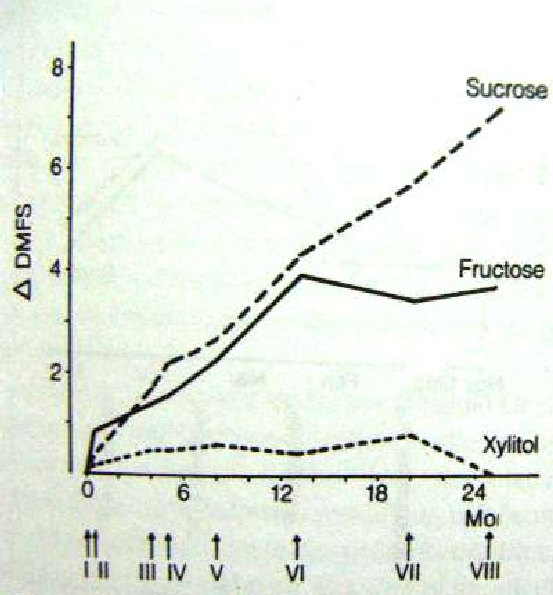 8
Sucrose
6
Δ DMFS
4
Fructose
2
Xylitol
0 6 12 18 24
Mo
I II III IV V VI VII VIII